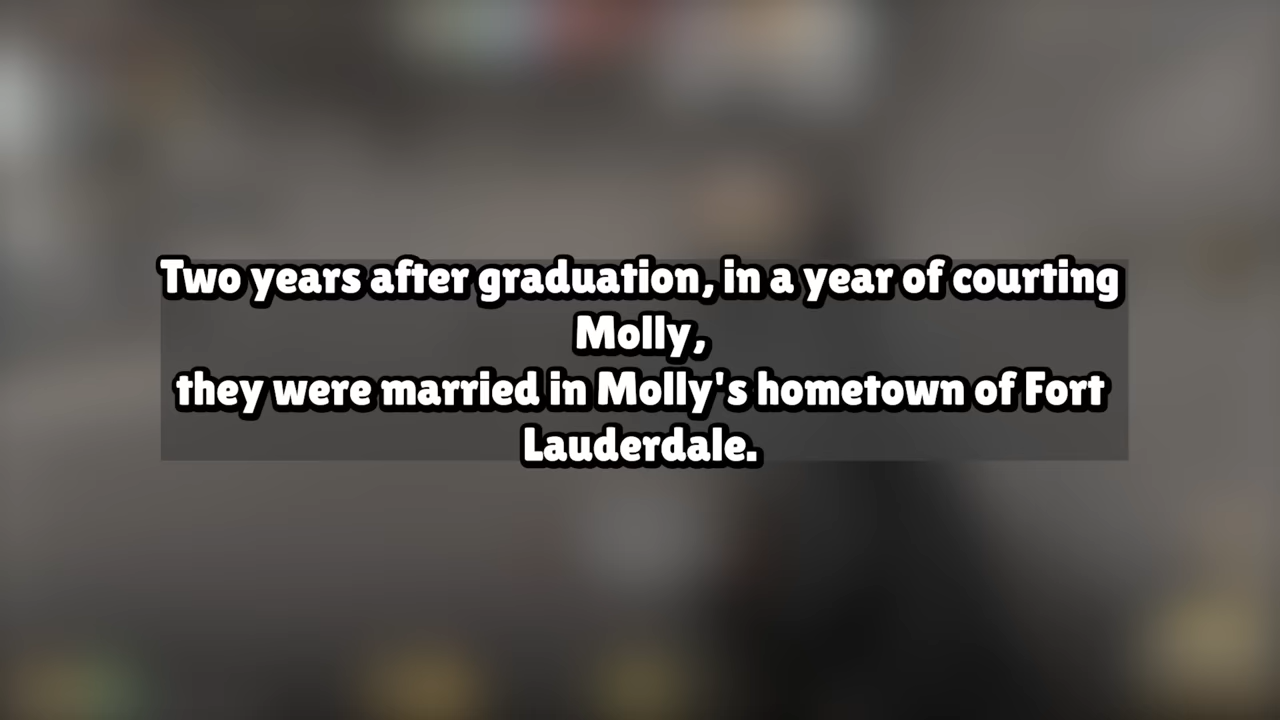 Two years after graduation, in a year of courting
Molly,
they were married in Molly's hometown of Fort
Lauderdale.